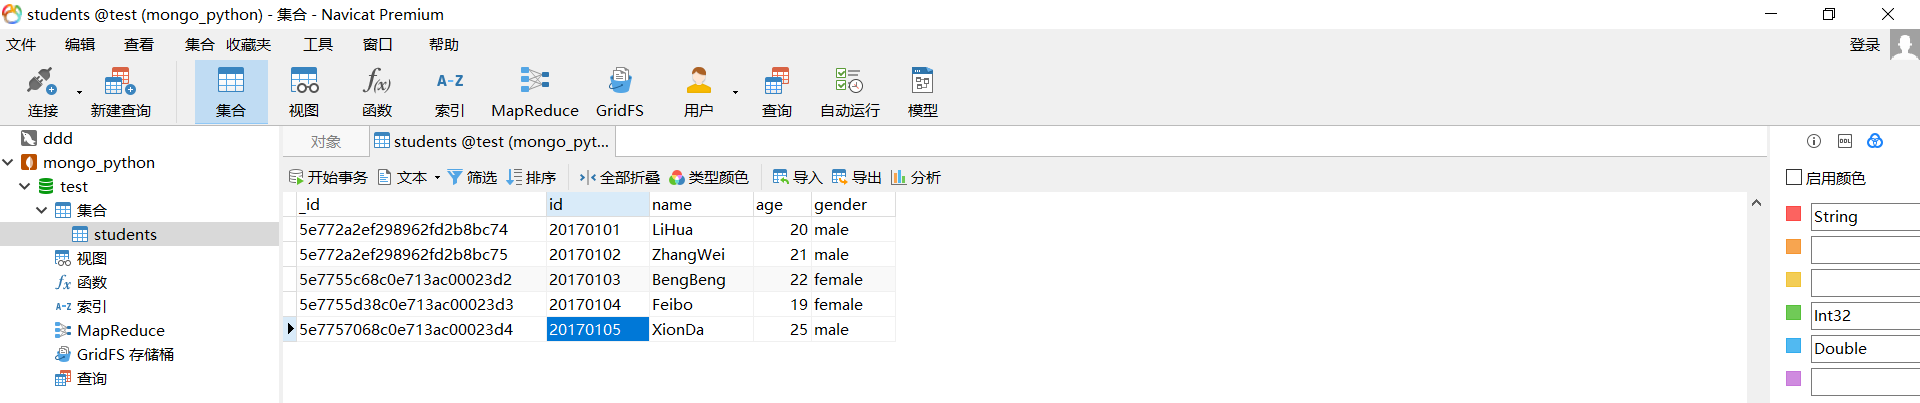 students @test (mongo_python) - 集合 - Navicat Premium
文件 编辑 查看 集合 收藏夹 工具 窗口 帮助 登录
连接 新建查询 集合 视图 函数 索引 MapReduce GridFS 用户 查询 自动运行 模型
ddd
mongo_python
test
集合
students
视图
函数
索引
MapReduce
GridFS 存储桶
查询
对象 students @test (mongo_pyt...
开始事务 文本 筛选 排序 全部折叠 类型颜色 导入 导出 分析
_id id name age gender
5e772a2ef298962fd2b8bc74 20170101 LiHua 20 male
5e772a2ef298962fd2b8bc75 20170102 ZhangWei 21 male
5e7755c68c0e713ac00023d2 20170103 BengBeng 22 female
5e7755d38c0e713ac00023d3 20170104 Feibo 19 female
5e7757068c0e713ac00023d4 20170105 XionDa 25 male
启用颜色
String
Int32
Double